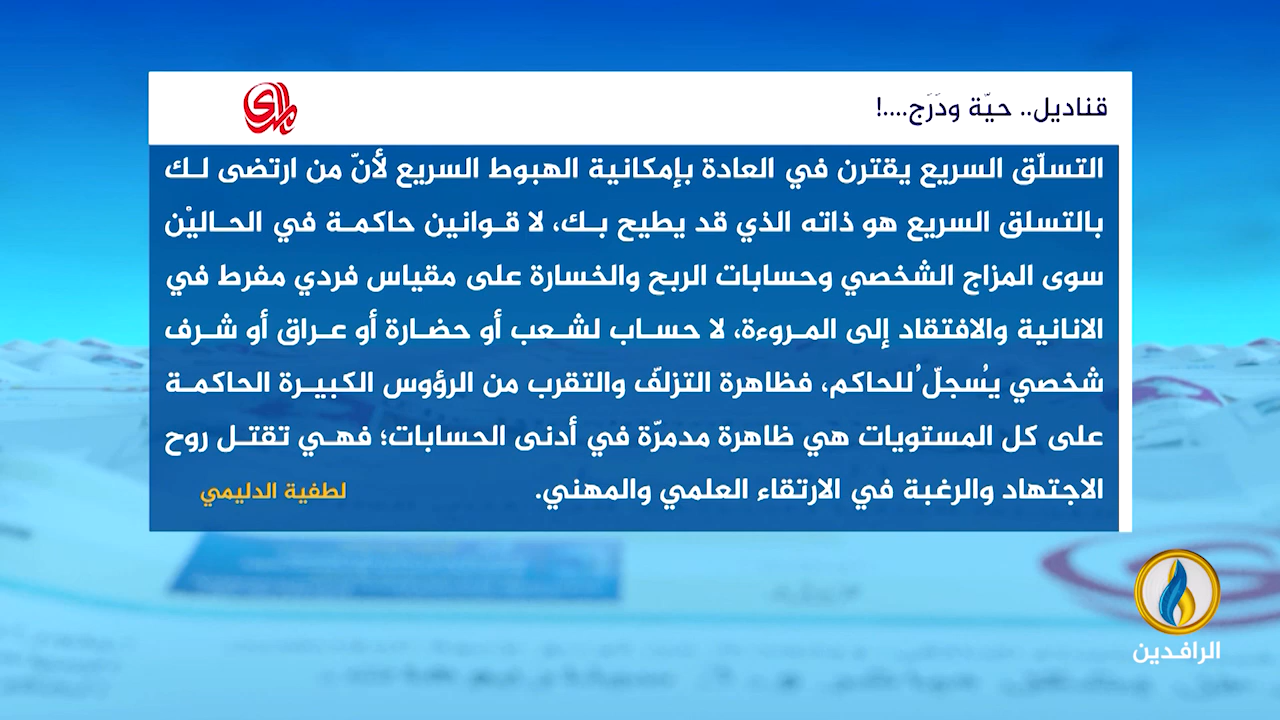 قناديل.. حيّة ودَرَج....!
المدى
التسلّق السريع يقترن في العادة بإمكانية الهبوط السريع لأنّ من ارتضى لـك
بالتسلق السريع هو ذاته الذي قد يطيح بـك، لا قـوانين حاكمـة في الحـاليْن
سوى المزاج الشخصي وحسابات الربح والخسارة على مقياس فردي مفرط في
الانانية والافتقاد إلى المـروءة، لا حسـاب لشـعب أو حضـارة أو عـراق أو شـرف
شخصي يُسجلّ ُللحاكم، فظاهرة التزلفّ والتقرب من الرؤوس الكبيـرة الحاكمـة
على كل المستويات هي ظاهرة مدمرّة في أدنى الحسابات؛ فهـي تقتـل روح
الاجتهاد والرغبة في الارتقاء العلمي والمهني.
لطفية الدليمي
الرافدين